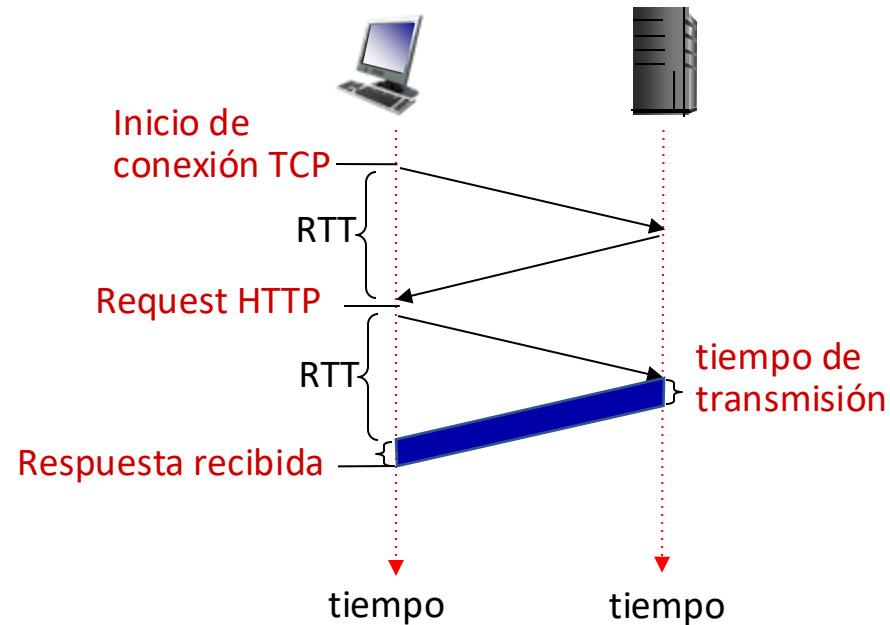 Inicio de
conexión TCP
RTT
Request HTTP
RTT
tiempo de
transmisión
Respuesta recibida
tiempo
tiempo